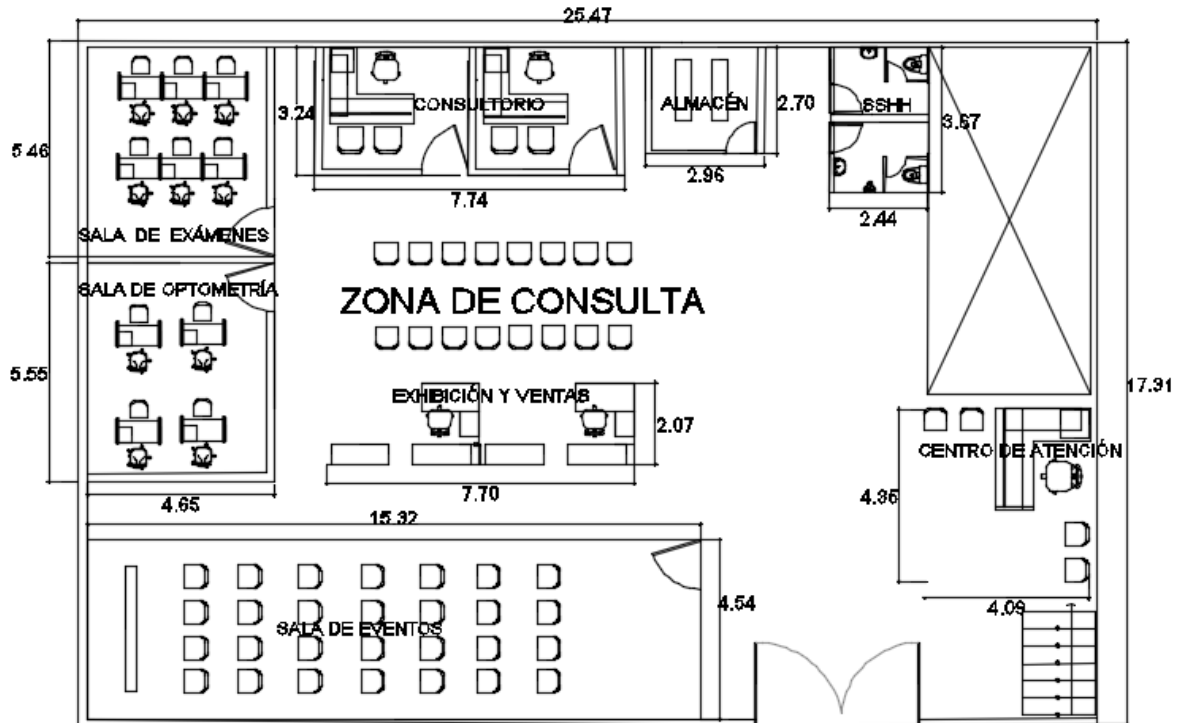 25.47
3.24
CONSULTORIO
ALMACÉN
2.70
SSHH
3.67
5.46
2.96
7.74
2.44
SALA DE EXÁMENES
SALA DE OPTOMETRÍA
ZONA DE CONSULTA
5.55
17.91
EXHIBICIÓN Y VENTAS
2.07
CENTRO DE ATENCIÓN
4.65
7.70
4.36
15.32
4.54
4.09
SALA DE EVENTOS